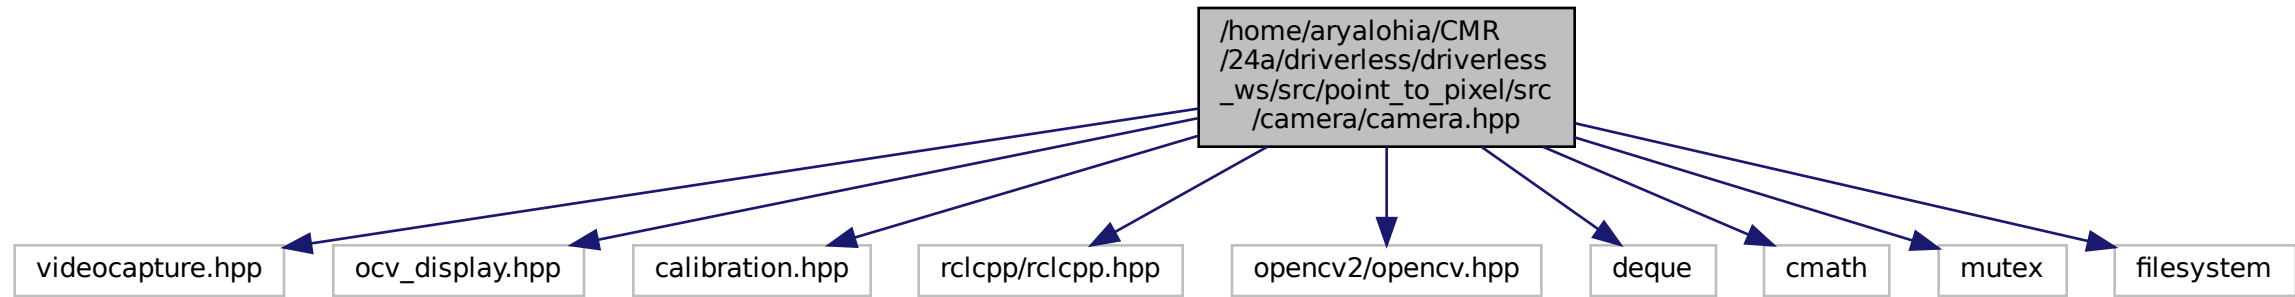 /home/aryalohia/CMR
/24a/driverless/driverless
_ws/src/point_to_pixel/src
/camera/camera.hpp
videocapture.hpp
ocv_display.hpp
calibration.hpp
rclcpp/rclcpp.hpp
opencv2/opencv.hpp
deque
cmath
mutex
filesystem